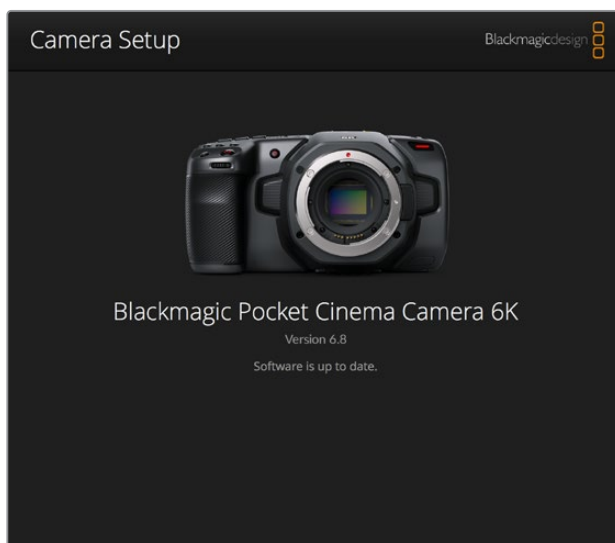 Camera Setup
Blackmagicdesign
Blackmagic Pocket Cinema Camera 6K
Version 6.8
Software is up to date.